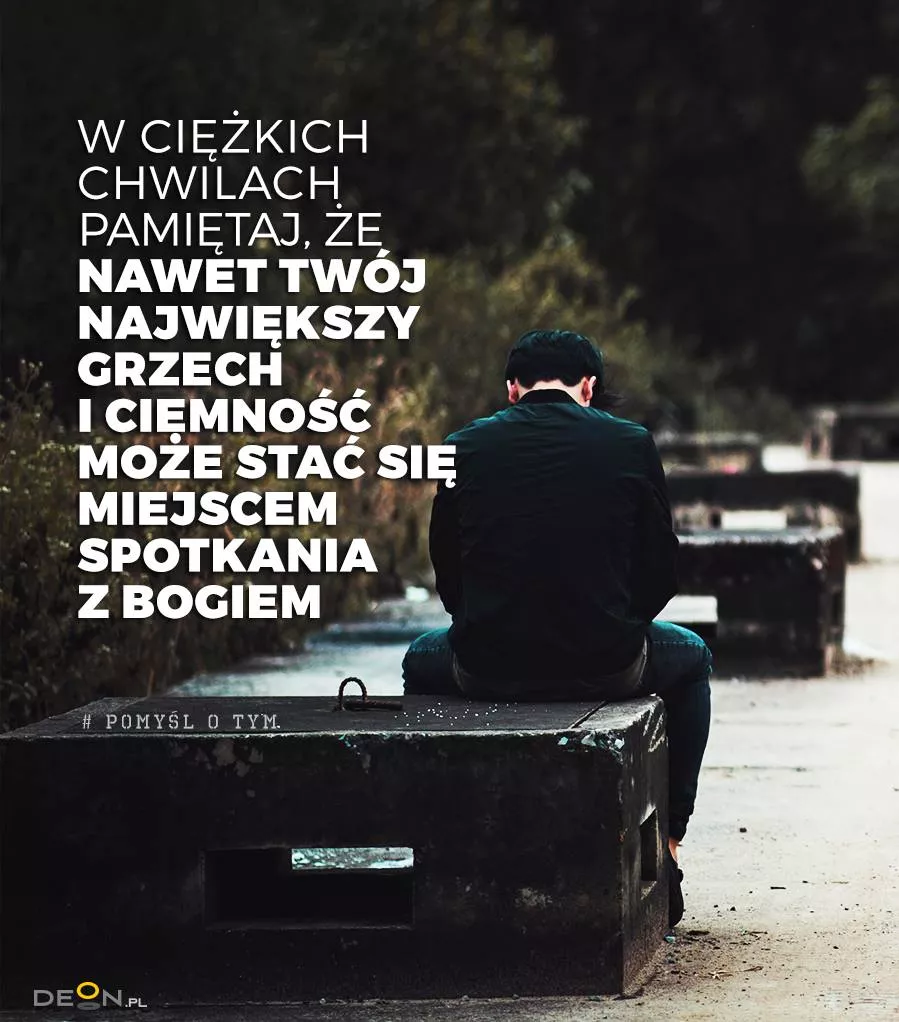 W CIĘŻKICH
CHWILACH
PAMIĘTAJ, ŻE
NAWET TWÓJ
NAJWIĘKSZY
GRZECH
I CIEMNOŚĆ
MOŻE STAĆ SIĘ
MIEJSCEM
SPOTKANIA
Z BOGIEM
# POMYŚL O TYM
DEON.PL